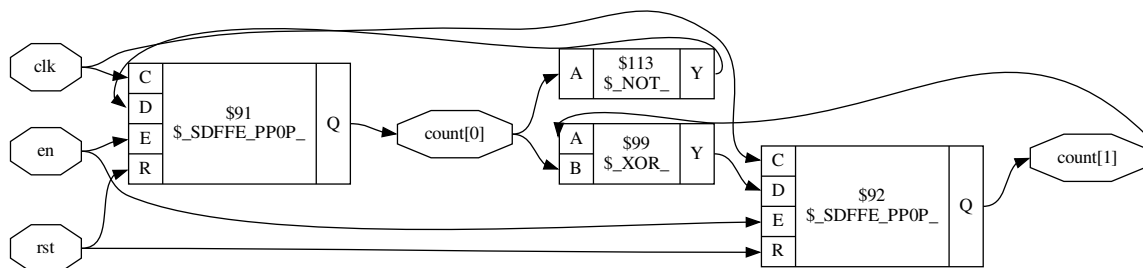 clk
en
rst
C
D
E
R
$91
$_SDFFE_PP0P_
Q
count[0]
A
$113
$_NOT_
Y
A
B
$99
$_XOR_
Y
C
D
E
R
$92
$_SDFFE_PP0P_
Q
count[1]